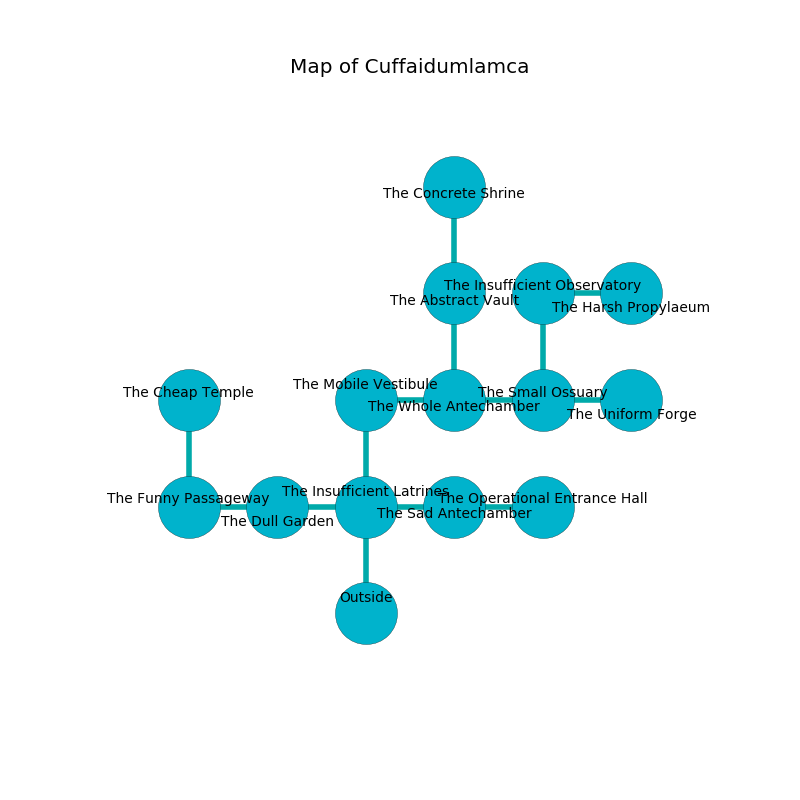 Map of Cuffaidumlamca
The Concrete Shrine
The Insufficient Observatory
The Abstract Vault
The Harsh Propylaeum
The Mobile Vestibule
The Cheap Temple
The Small Ossuary
The Whole Antechamber
The Uniform Forge
The Insufficient Latrines
The Funny Passageway
The Operational Entrance Hall
The Sad Antechamber
The Dull Garden
Outside